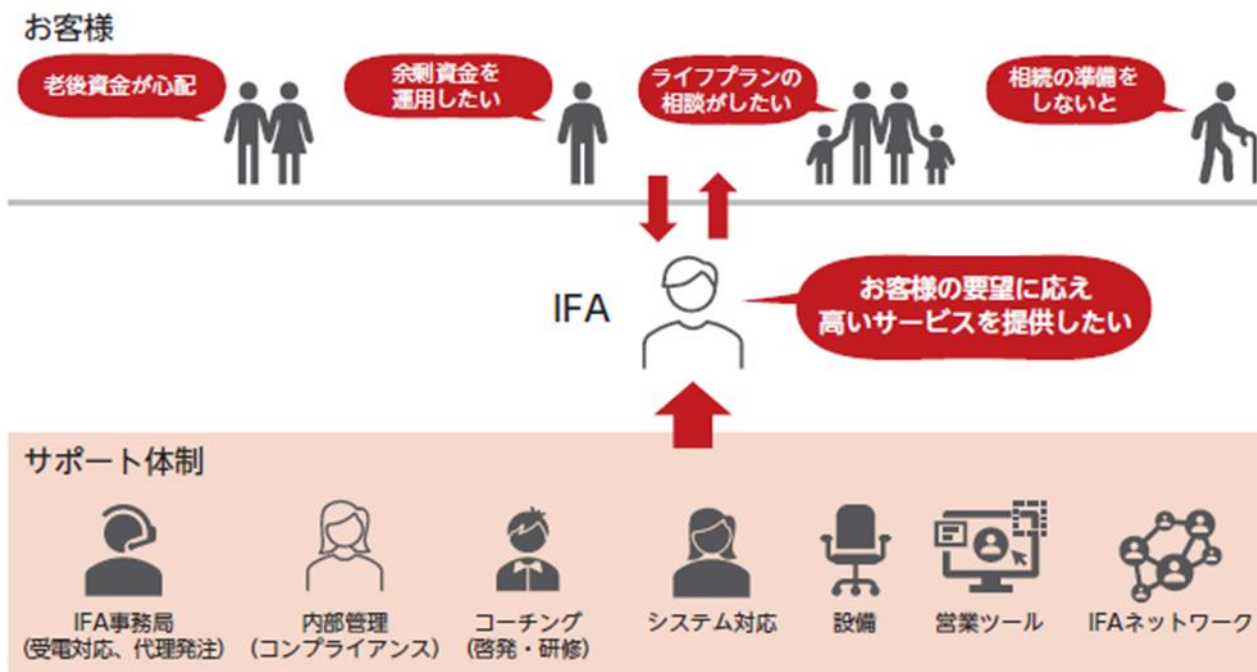 お客様
老後資金が心配
余剰資金を
運用したい
ライフプランの
相談がしたい
相続の準備を
しないと
IFA
お客様の要望に応え
高いサービスを提供したい
サポート体制
IFA事務局
(受電対応、代理発注)
内部管理
(コンプライアンス)
コーチング
(啓発・研修)
システム対応
設備
営業ツール
IFAネットワーク